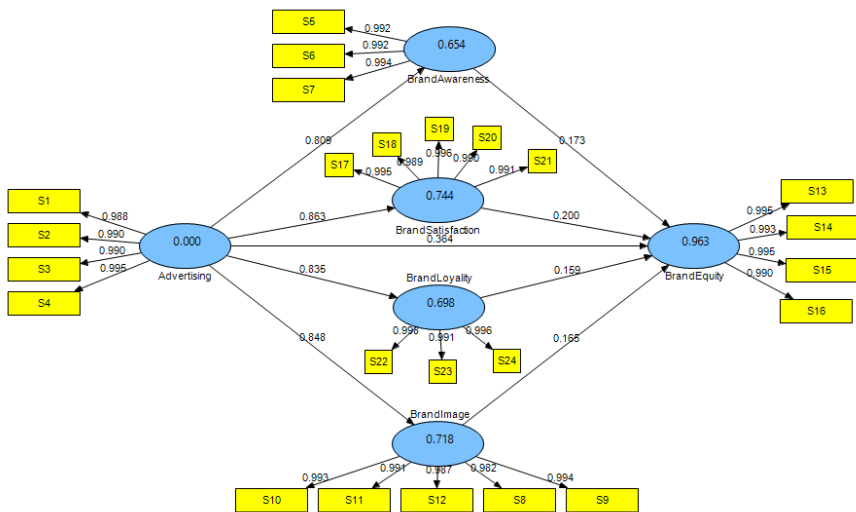 S5
0.992
S6
0.992
0.994
S7
0.654
BrandAwareness
0.809
0.173
S17
S18
S19
S20
S21
0.995
0.989
0.996
0.990
0.991
0.744
BrandSatisfaction
0.863
0.200
0.364
S1
0.988
S2
0.990
S3
0.990
S4
0.995
0.000
Advertising
S13
0.995
S14
0.993
S15
0.995
S16
0.990
0.963
BrandEquity
0.835
BrandLoyality
0.159
0.698
0.991
0.996
S22
S23
S24
0.848
0.165
BrandImage
0.718
0.993
0.991
0.987
0.982
0.994
S10
S11
S12
S8
S9